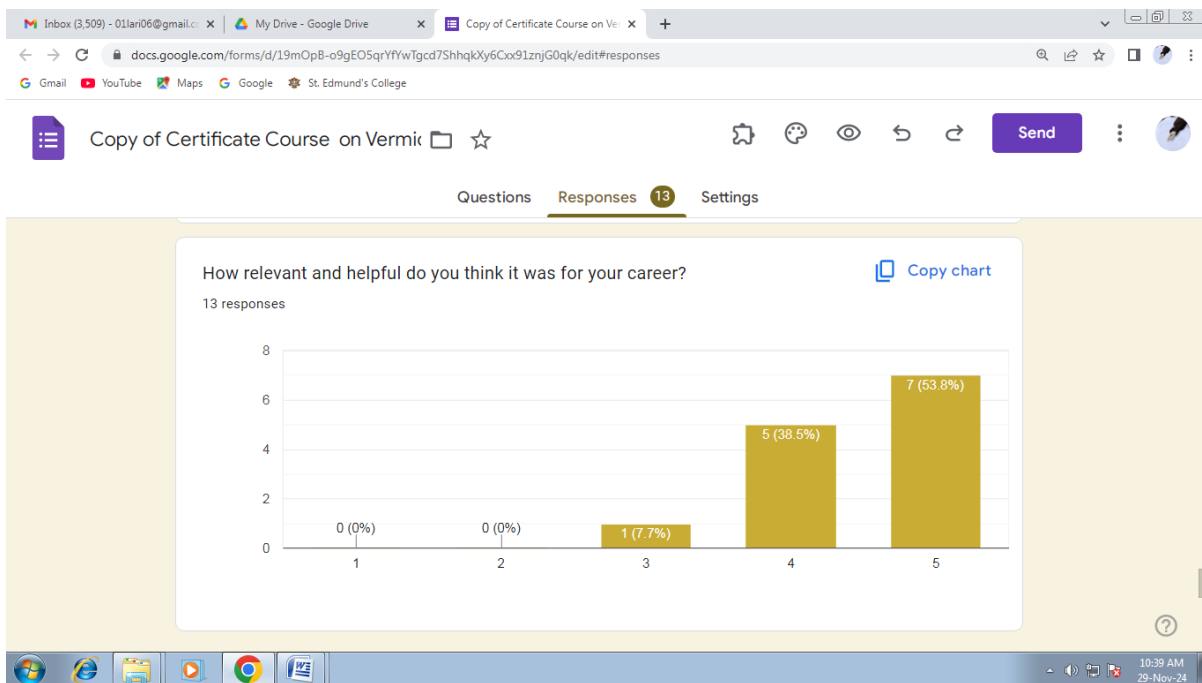 Inbox (3,509) - 01lari06@gmail.c
My Drive - Google Drive
Copy of Certificate Course on Ve
docs.google.com/forms/d/19mOpB-o9gEO5qrYfYwTgcd7ShhqkXy6Cxx91znjG0qk/edit#responses
Gmail YouTube Maps Google St. Edmund's College
Copy of Certificate Course on Vermic
Send
Questions Responses 13 Settings
How relevant and helpful do you think it was for your career?
Copy chart
13 responses
8
6
4
2
0
0 (0%) 0 (0%) 1 (7.7%) 5 (38.5%) 7 (53.8%)
1 2 3 4 5
10:39 AM
29-Nov-24